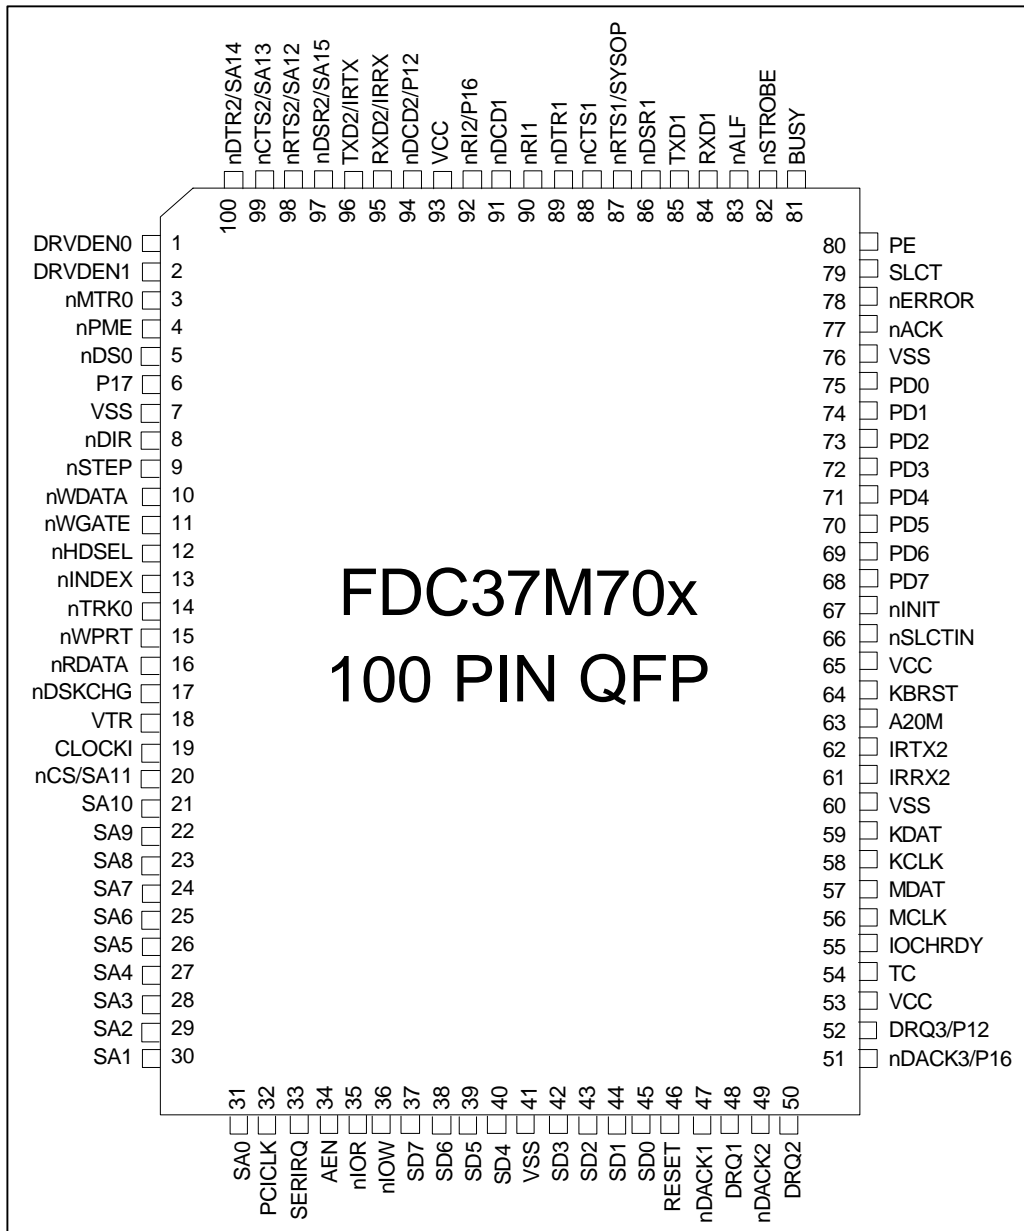 nDTR2/SA14
nCTS2/SA13
nRTS2/SA12
nDSR2/SA15
TXD2/IRTX
RXD2/IRRX
nDCD2/P12
VCC
nRI2/P16
nDCD1
nRI1
nDTR1
nCTS1
nRTS1/SYSOP
nDSR1
TXD1
RXD1
nALF
nSTROBE
BUSY
100
99
98
97
96
95
94
93
92
91
90
89
88
87
86
85
84
83
82
81
DRVDEN0 1
DRVDEN1 2
nMTR0 3
nPME 4
nDS0 5
P17 6
VSS 7
nDIR 8
nSTEP 9
nWDATA 10
nWGATE 11
nHDSEL 12
nINDEX 13
nTRK0 14
nWPRT 15
nRDATA 16
nDSKCHG 17
VTR 18
CLOCKI 19
nCS/SA11 20
SA10 21
SA9 22
SA8 23
SA7 24
SA6 25
SA5 26
SA4 27
SA3 28
SA2 29
SA1 30
FDC37M70x
100 PIN QFP
80 PE
79 SLCT
78 nERROR
77 nACK
76 VSS
75 PD0
74 PD1
73 PD2
72 PD3
71 PD4
70 PD5
69 PD6
68 PD7
67 nINIT
66 nSLCTIN
65 VCC
64 KBRST
63 A20M
62 IRTX2
61 IRRX2
60 VSS
59 KDAT
58 KCLK
57 MDAT
56 MCLK
55 IOCHRDY
54 TC
53 VCC
52 DRQ3/P12
51 nDACK3/P16
31
32
33
34
35
36
37
38
39
40
41
42
43
44
45
46
47
48
49
50
SA0
PCICLK
SERIRQ
AEN
nIOR
nIOW
SD7
SD6
SD5
SD4
VSS
SD3
SD2
SD1
SD0
RESET
nDACK1
DRQ1
nDACK2
DRQ2